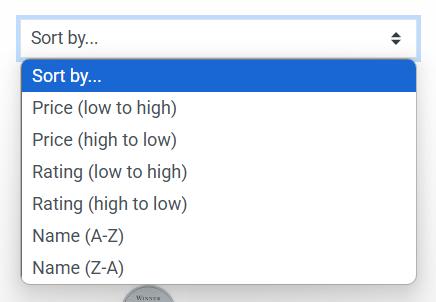 Sort by...
Sort by...
Price (low to high)
Price (high to low)
Rating (low to high)
Rating (high to low)
Name (A-Z)
Name (Z-A)
WINNER